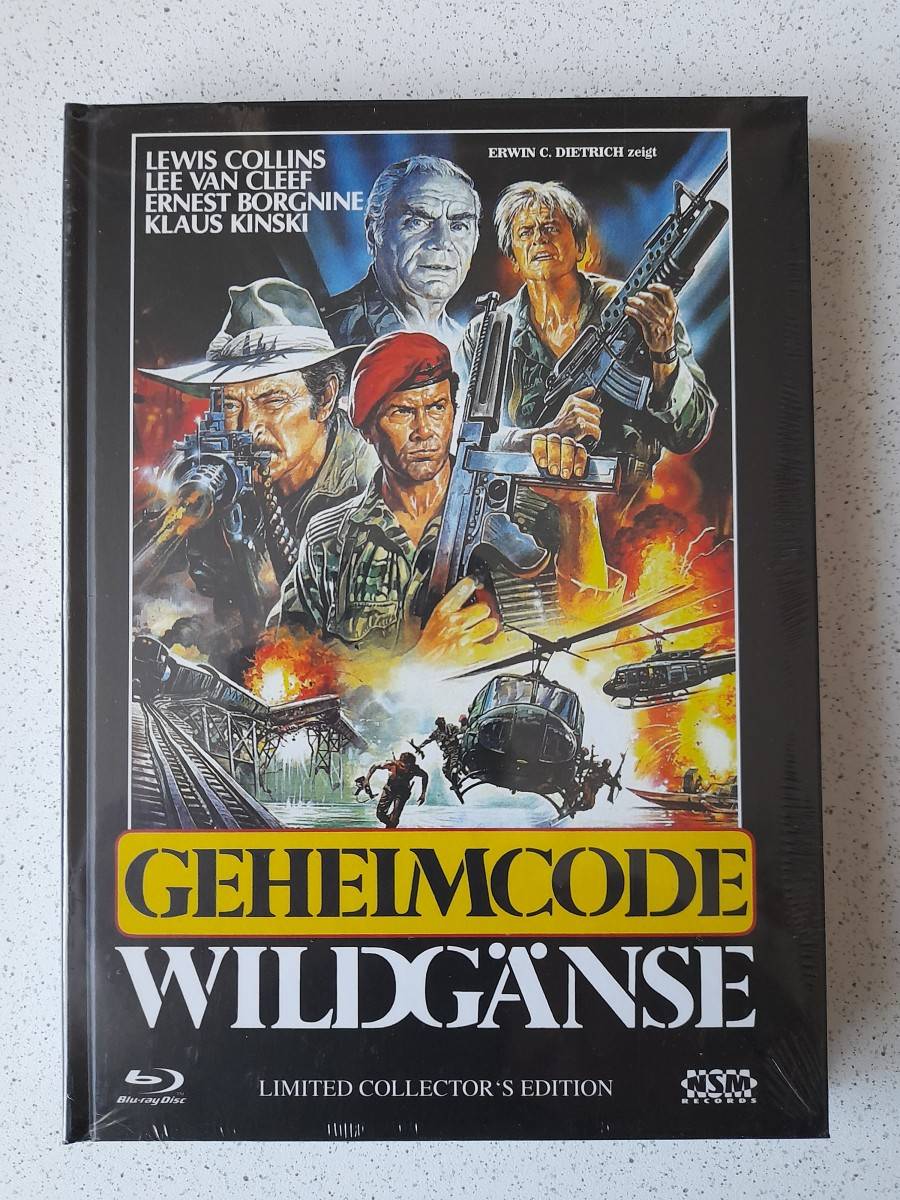 LEWIS COLLINS
LEE VAN CLEEF
ERNEST BORGNINE
KLAUS KINSKI
ERWIN C. DIETRICH zeigt
GEHEIMCODE
WILDGÄNSE
Blu-ray Disc
LIMITED COLLECTOR'S EDITION
NSM
RECORDS